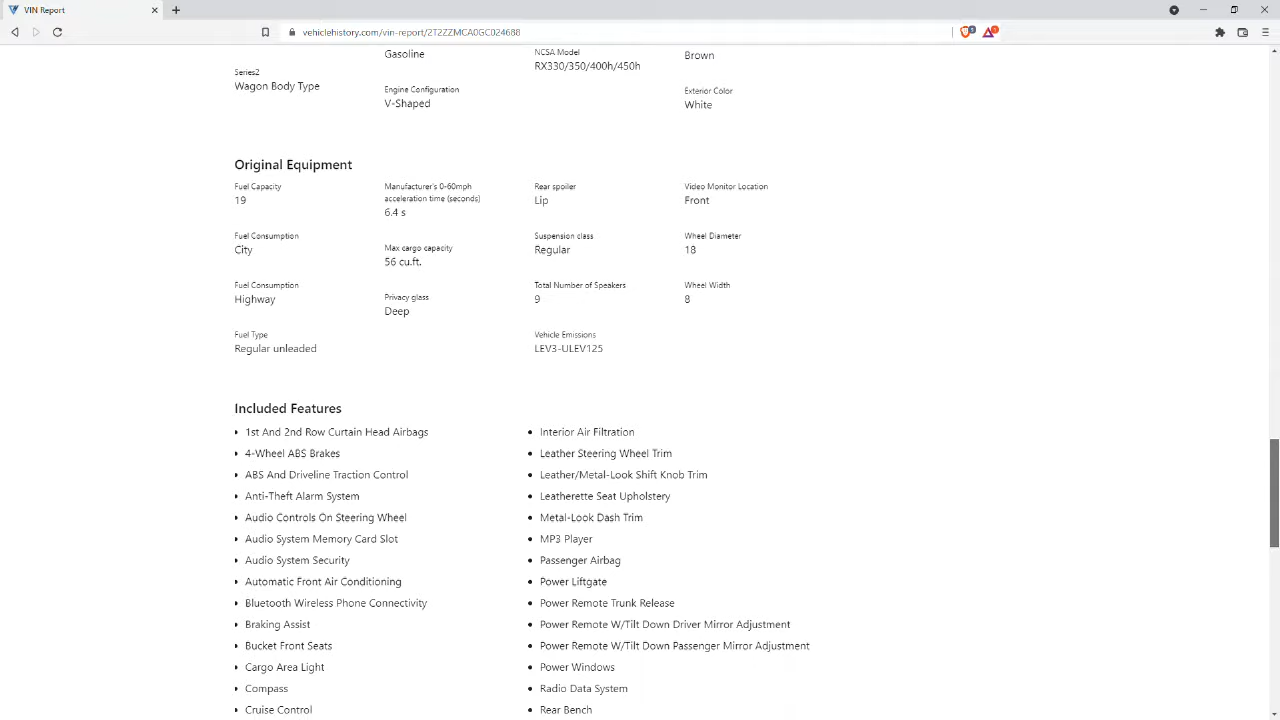 VIN Report
vehiclehistory.com/vin-report/2T2ZZMCA0GC024688
Gasoline
NCSA Model
RX330/350/400h/450h
Brown
Series2
Wagon Body Type
Engine Configuration
V-Shaped
Exterior Color
White
Original Equipment
Fuel Capacity
19
Manufacturer's 0-60mph
acceleration time (seconds)
6.4 s
Rear spoiler
Lip
Video Monitor Location
Front
Fuel Consumption
City
Max cargo capacity
56 cu.ft.
Suspension class
Regular
Wheel Diameter
18
Fuel Consumption
Highway
Privacy glass
Deep
Total Number of Speakers
9
Wheel Width
8
Fuel Type
Regular unleaded
Vehicle Emissions
LEV3-ULEV125
Included Features
1st And 2nd Row Curtain Head Airbags
4-Wheel ABS Brakes
ABS And Driveline Traction Control
Anti-Theft Alarm System
Audio Controls On Steering Wheel
Audio System Memory Card Slot
Audio System Security
Automatic Front Air Conditioning
Bluetooth Wireless Phone Connectivity
Braking Assist
Bucket Front Seats
Cargo Area Light
Compass
Cruise Control
Interior Air Filtration
Leather Steering Wheel Trim
Leather/Metal-Look Shift Knob Trim
Leatherette Seat Upholstery
Metal-Look Dash Trim
MP3 Player
Passenger Airbag
Power Liftgate
Power Remote Trunk Release
Power Remote W/Tilt Down Driver Mirror Adjustment
Power Remote W/Tilt Down Passenger Mirror Adjustment
Power Windows
Radio Data System
Rear Bench